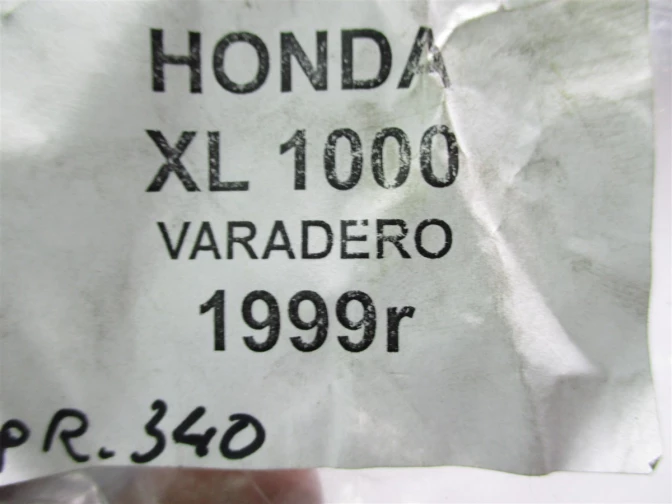 HONDA
XL 1000
VARADERO
1999r
PR. 340